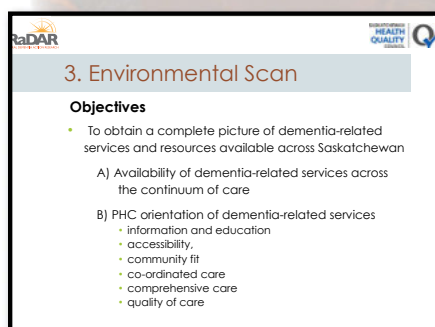 RaDAR
HEALTH
QUALITY
COUNCIL
3. Environmental Scan
Objectives
• To obtain a complete picture of dementia-related
services and resources available across Saskatchewan
A) Availability of dementia-related services across
the continuum of care
B) PHC orientation of dementia-related services
• information and education
• accessibility,
• community fit
• co-ordinated care
• comprehensive care
• quality of care